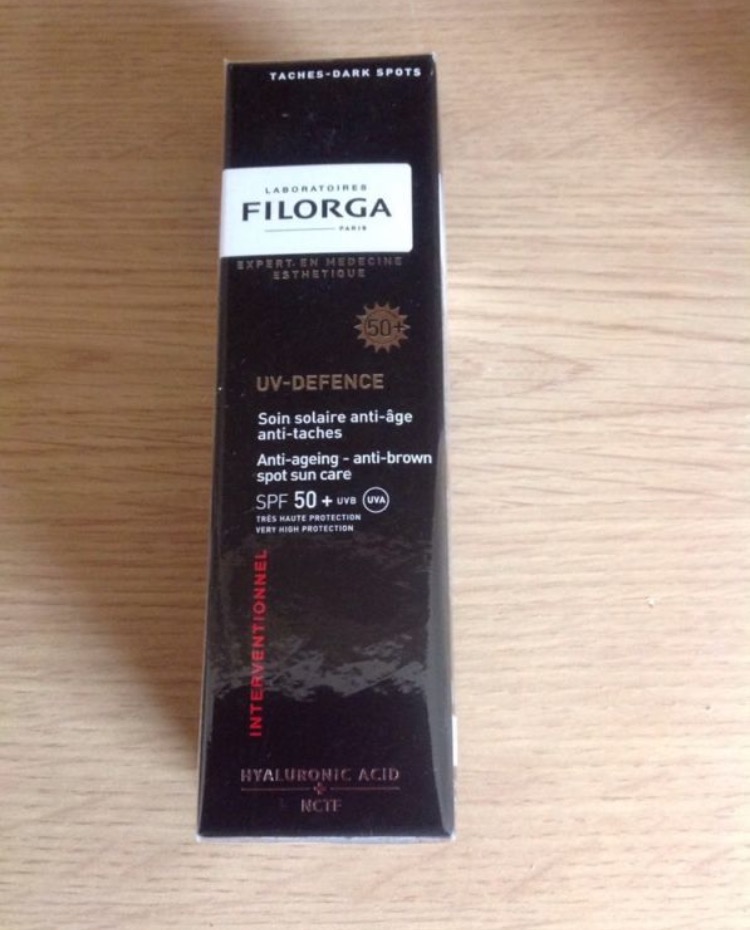 TACHES-DARK SPOTS
LABORATOIRES
FILORGA
PARIS
EXPERT EN MEDECINE
ESTHETIQUE
50+
UV-DEFENCE
Soin solaire anti-âge
anti-taches
Anti-ageing - anti-brown
spot sun care
SPF 50 + UVB UVA
TRÈS HAUTE PROTECTION
VERY HIGH PROTECTION
INTERVENTIONNEL
HYALURONIC ACID
+
NCTF